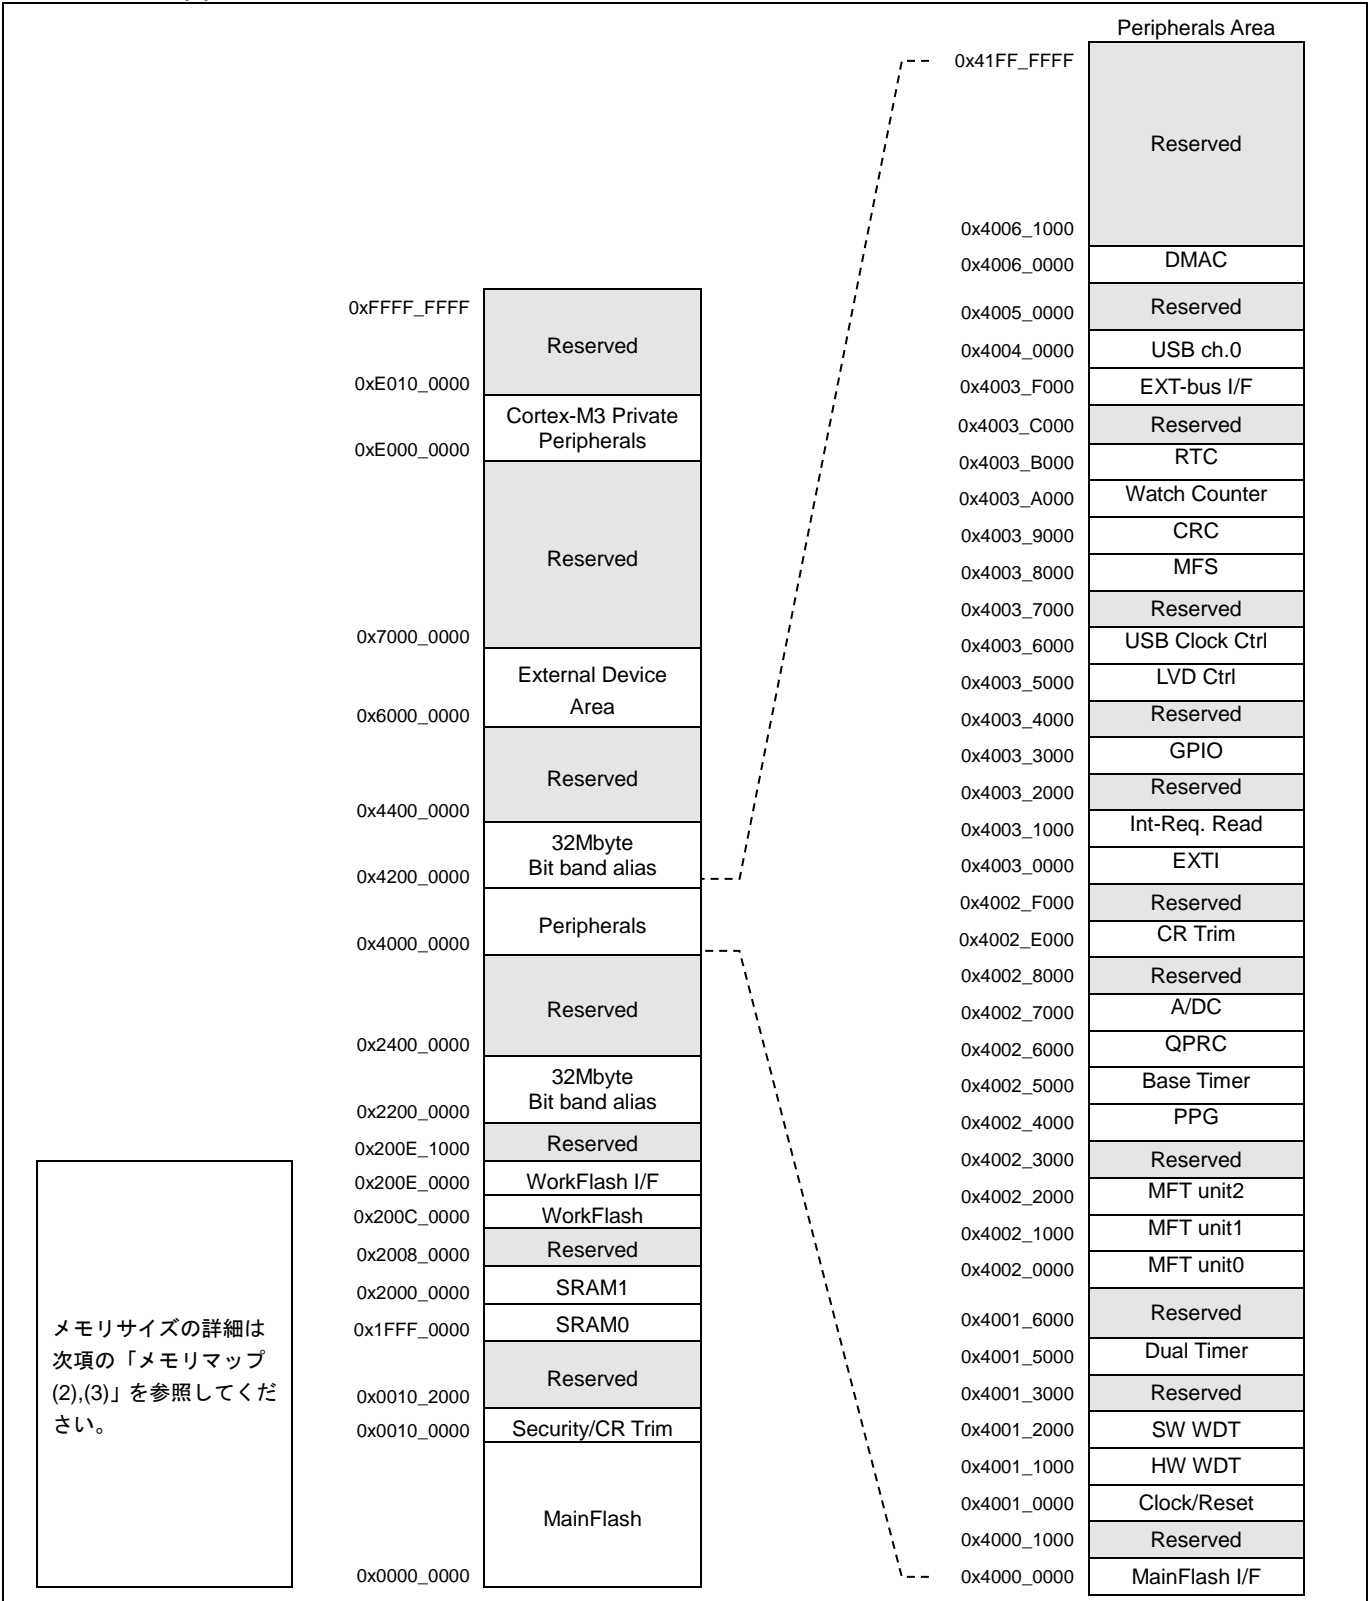 Peripherals Area
0x41FF_FFFF
Reserved
0x4006_1000
0x4006_0000 DMAC
0x4005_0000 Reserved
0x4004_0000 USB ch.0
0x4003_F000 EXT-bus I/F
0x4003_C000 Reserved
0x4003_B000 RTC
0x4003_A000 Watch Counter
0x4003_9000 CRC
0x4003_8000 MFS
0x4003_7000 Reserved
0x4003_6000 USB Clock Ctrl
0x4003_5000 LVD Ctrl
0x4003_4000 Reserved
0x4003_3000 GPIO
0x4003_2000 Reserved
0x4003_1000 Int-Req. Read
0x4003_0000 EXTI
0x4002_F000 Reserved
0x4002_E000 CR Trim
0x4002_8000 Reserved
0x4002_7000 A/DC
0x4002_6000 QPRC
0x4002_5000 Base Timer
0x4002_4000 PPG
0x4002_3000 Reserved
0x4002_2000 MFT unit2
0x4002_1000 MFT unit1
0x4002_0000 MFT unit0
0x4001_6000 Reserved
0x4001_5000 Dual Timer
0x4001_3000 Reserved
0x4001_2000 SW WDT
0x4001_1000 HW WDT
0x4001_0000 Clock/Reset
0x4000_1000 Reserved
0x4000_0000 MainFlash I/F
0xFFFF_FFFF
Reserved
0xE010_0000
Cortex-M3 Private
Peripherals
0xE000_0000
Reserved
0x7000_0000
External Device
Area
0x6000_0000
Reserved
0x4400_0000
32Mbyte
Bit band alias
0x4200_0000
Peripherals
0x4000_0000
Reserved
0x2400_0000
32Mbyte
Bit band alias
0x2200_0000
0x200E_1000 Reserved
0x200E_0000 WorkFlash I/F
0x200C_0000 WorkFlash
0x2008_0000 Reserved
0x2000_0000 SRAM1
0x1FFF_0000 SRAM0
Reserved
0x0010_2000
0x0010_0000 Security/CR Trim
MainFlash
0x0000_0000
メモリサイズの詳細は
次項の「メモリマップ
(2),(3)」を参照してくだ
さい。